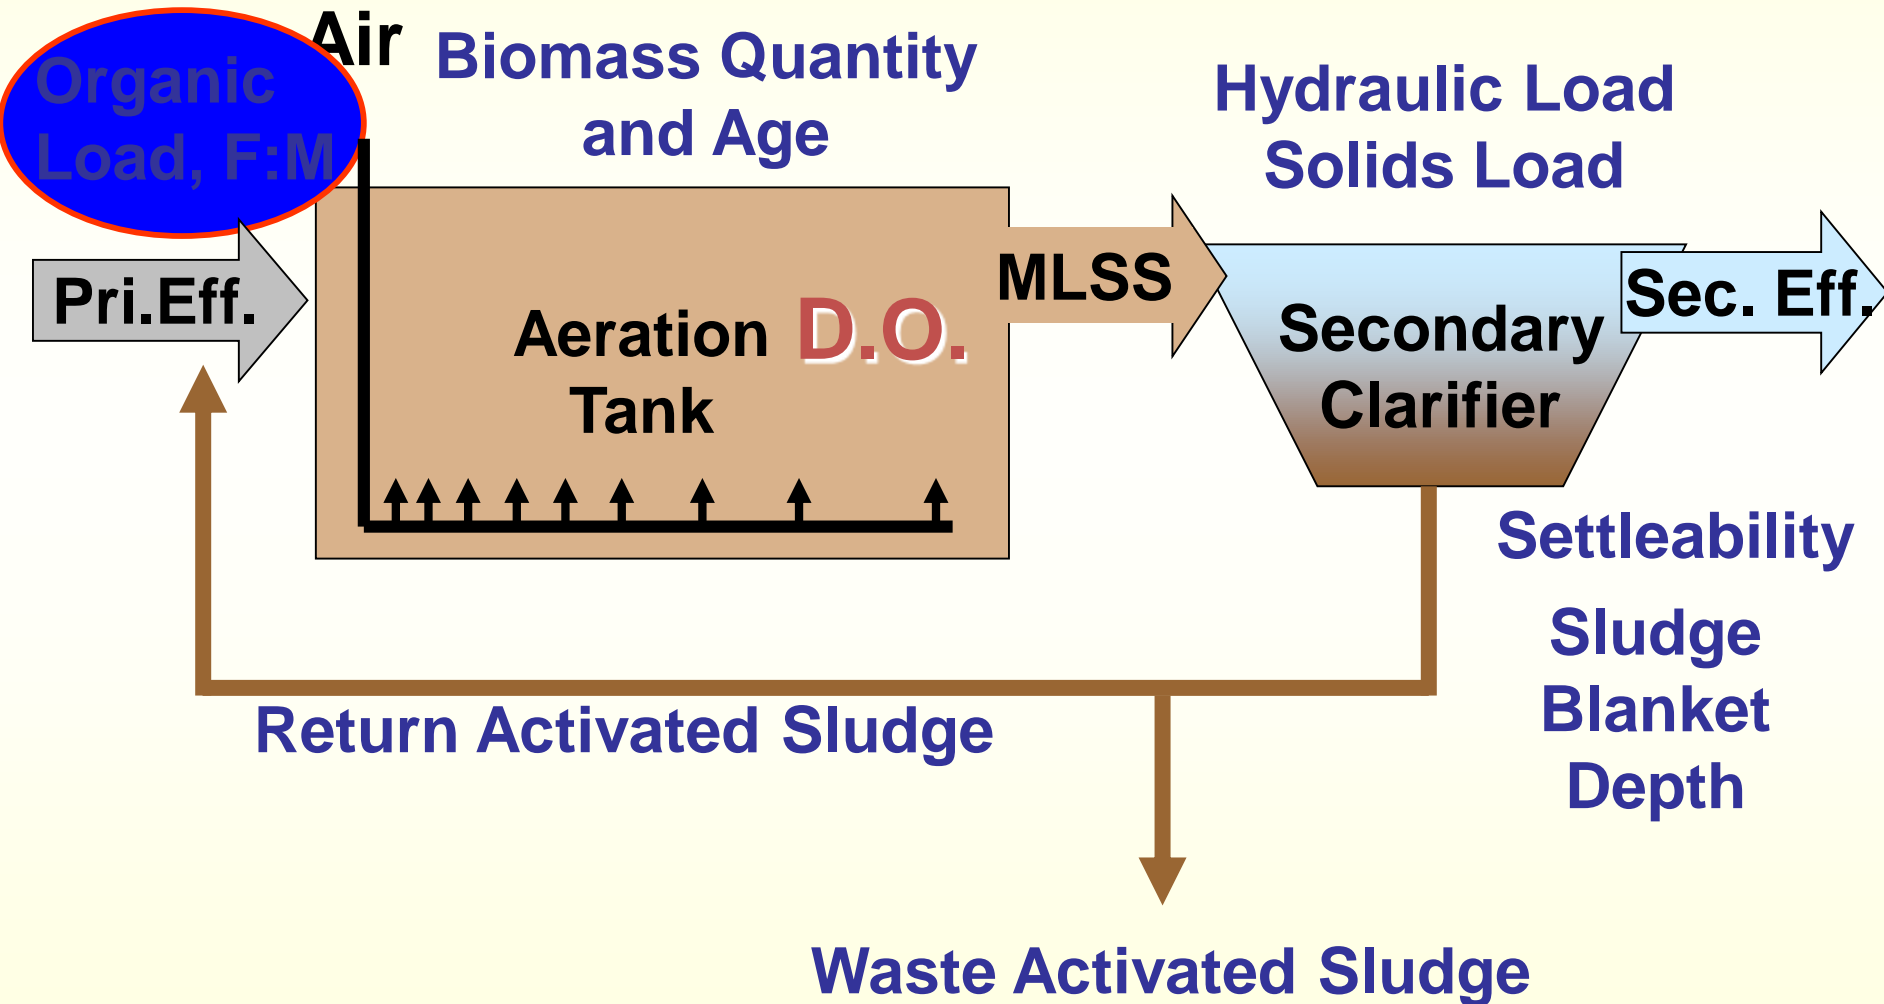 Organic
Load, F:M
Air
Biomass Quantity
and Age
Hydraulic Load
Solids Load
Pri.Eff.
Aeration
Tank
D.O.
MLSS
Secondary
Clarifier
Sec. Eff.
Settleability
Sludge
Blanket
Depth
Return Activated Sludge
Waste Activated Sludge